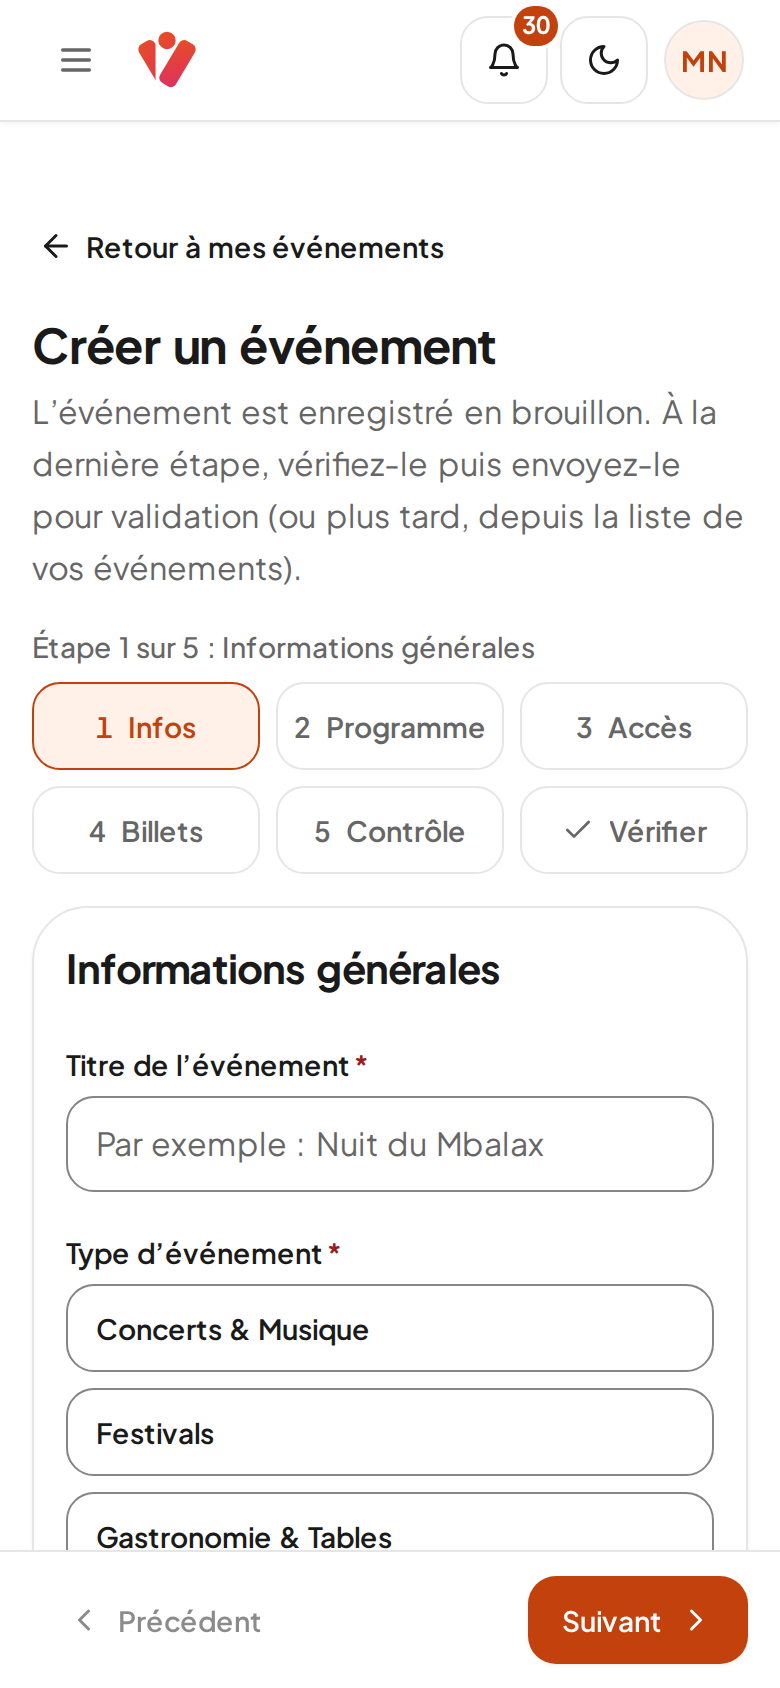 30
MN
Retour à mes événements
Créer un événement
L’événement est enregistré en brouillon. À la
dernière étape, vérifiez-le puis envoyez-le
pour validation (ou plus tard, depuis la liste de
vos événements).
Étape 1 sur 5 : Informations générales
1 Infos
2 Programme
3 Accès
4 Billets
5 Contrôle
Vérifier
Informations générales
Titre de l’événement *
Par exemple : Nuit du Mbalax
Type d’événement *
Concerts & Musique
Festivals
Gastronomie & Tables
Précédent
Suivant